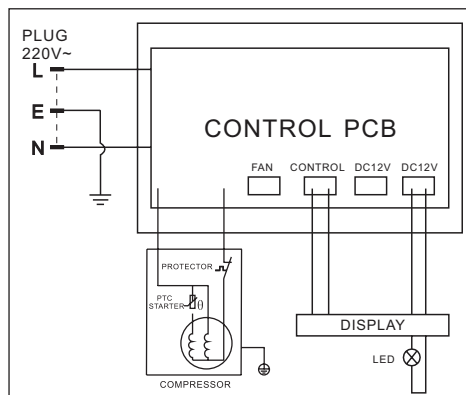 PLUG
220V~
L
E
N
CONTROL PCB
FAN
CONTROL
DC12V
DC12V
PROTECTOR
PTC
STARTER
θ
COMPRESSOR
DISPLAY
LED